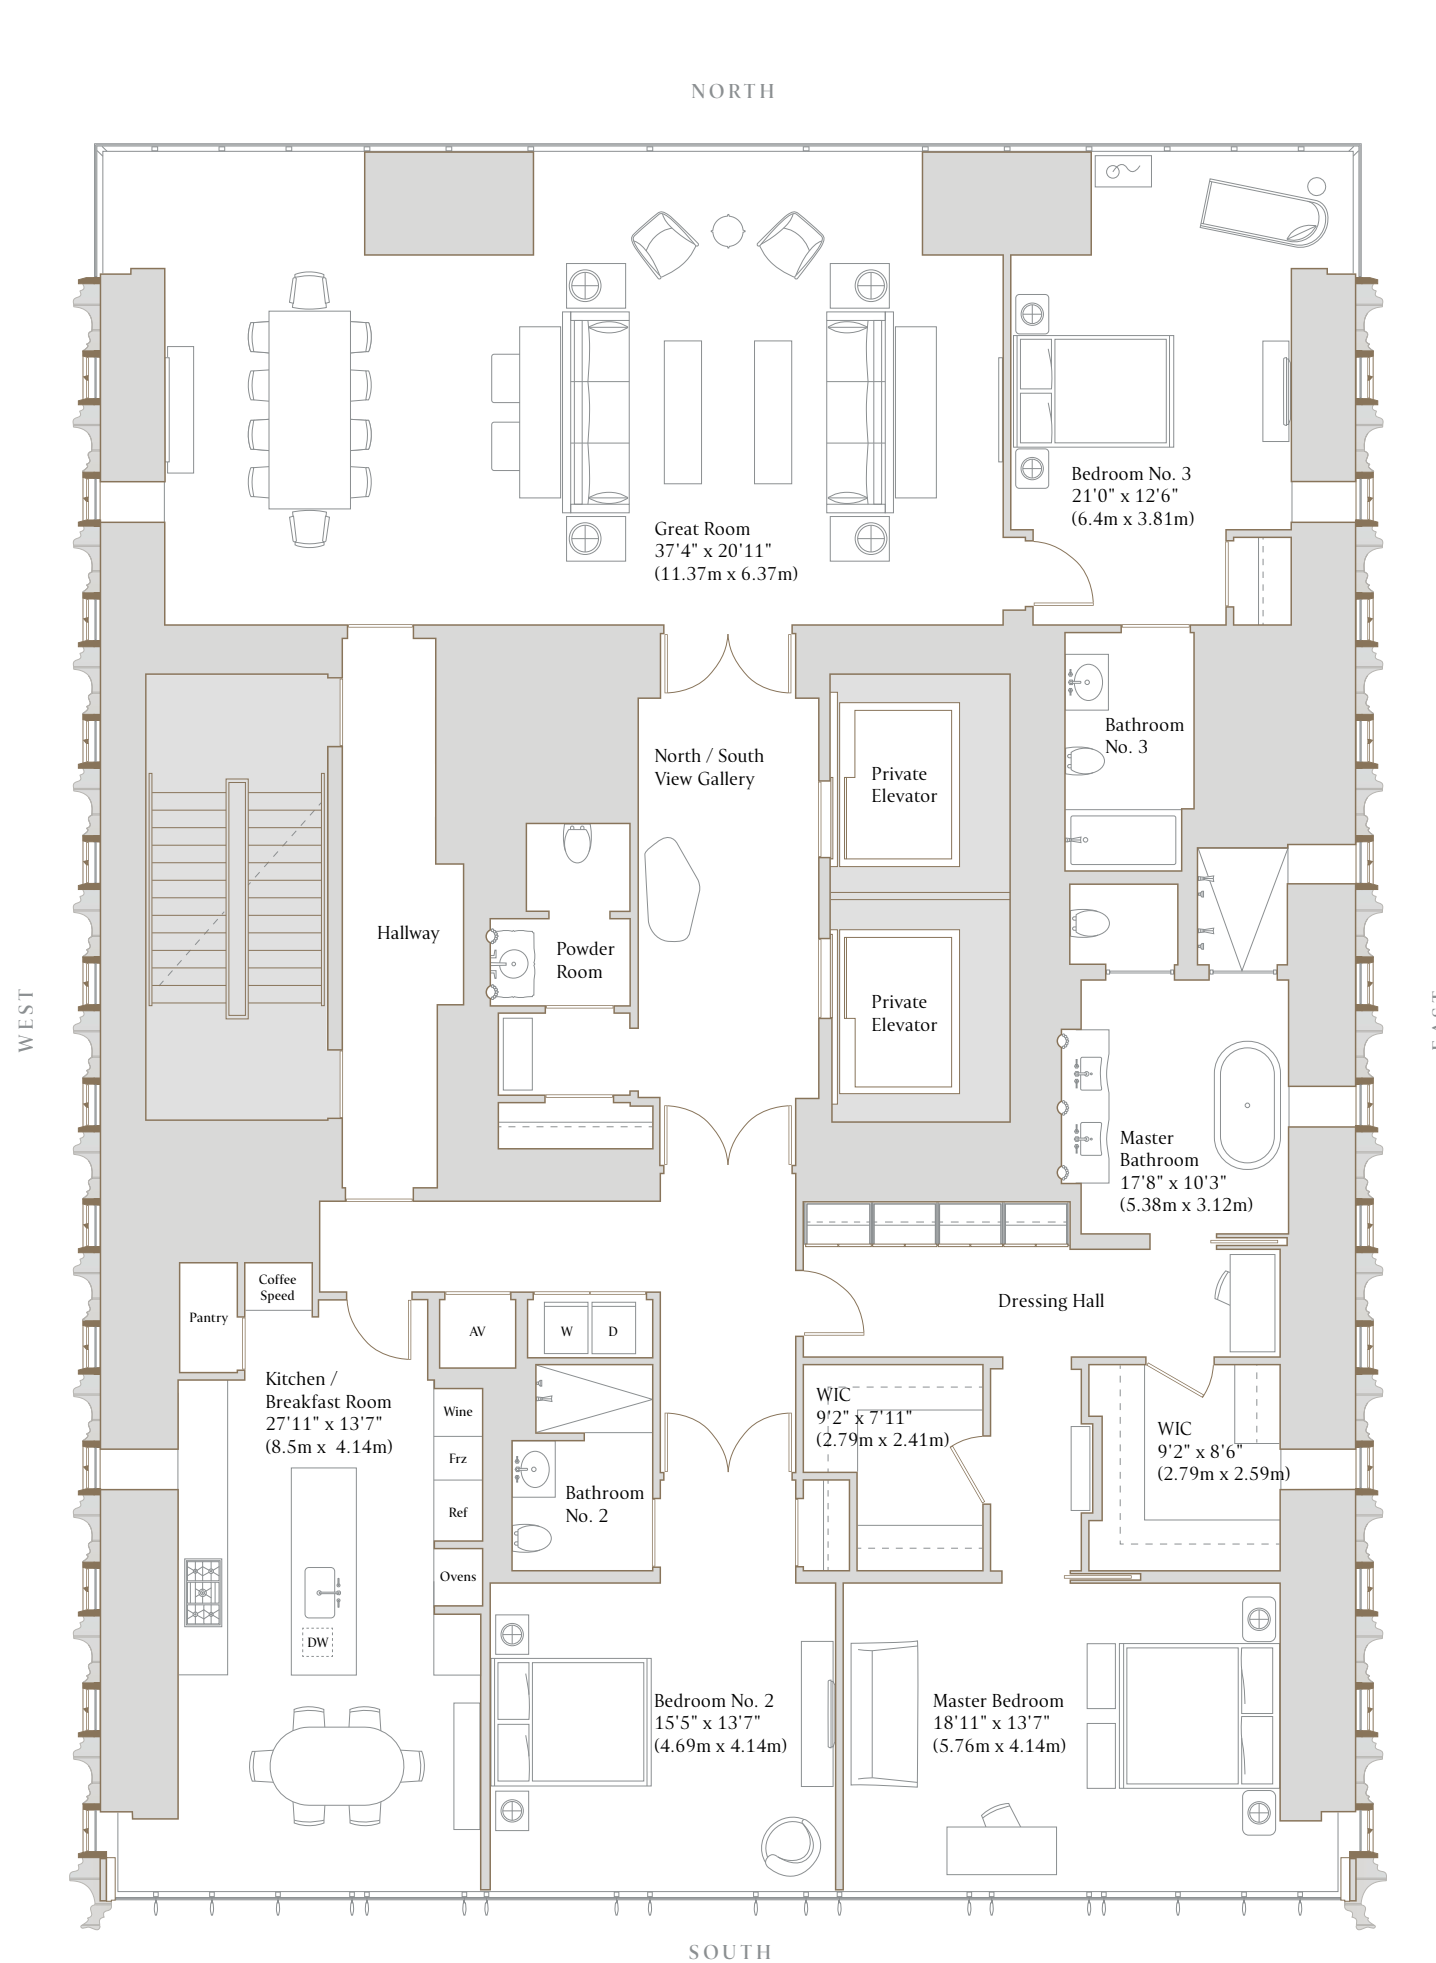 NORTH
Bedroom No. 3
21'0" x 12'6"
(6.4m x 3.81m)
Great Room
37'4" x 20'11"
(11.37m x 6.37m)
Bathroom
No. 3
North / South
View Gallery
Private
Elevator
Hallway
Powder
Room
Private
Elevator
WEST
EAST
Master
Bathroom
17'8" x 10'3"
(5.38m x 3.12m)
Coffee
Speed
Pantry
Dressing Hall
AV
W
D
Kitchen /
Breakfast Room
27'11" x 13'7"
(8.5m x 4.14m)
WIC
9'2" x 7'11"
(2.79m x 2.41m)
Wine
Frz
Ref
Ovens
WIC
9'2" x 8'6"
(2.79m x 2.59m)
Bathroom
No. 2
DW
Bedroom No. 2
15'5" x 13'7"
(4.69m x 4.14m)
Master Bedroom
18'11" x 13'7"
(5.76m x 4.14m)
SOUTH